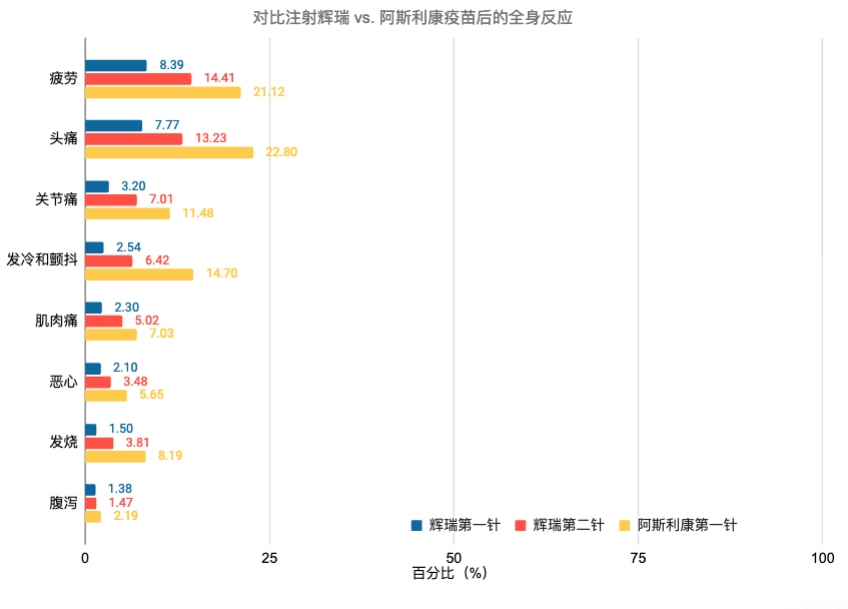 对比注射辉瑞 vs. 阿斯利康疫苗后的全身反应
疲劳
8.39
14.41
21.12
头痛
7.77
13.23
22.80
关节痛
3.20
7.01
11.48
发冷和颤抖
2.54
6.42
14.70
肌肉痛
2.30
5.02
7.03
恶心
2.10
3.48
5.65
发烧
1.50
3.81
8.19
腹泻
1.38
1.47
2.19
辉瑞第一针 辉瑞第二针 阿斯利康第一针
0 25 50 75 100
百分比（%）